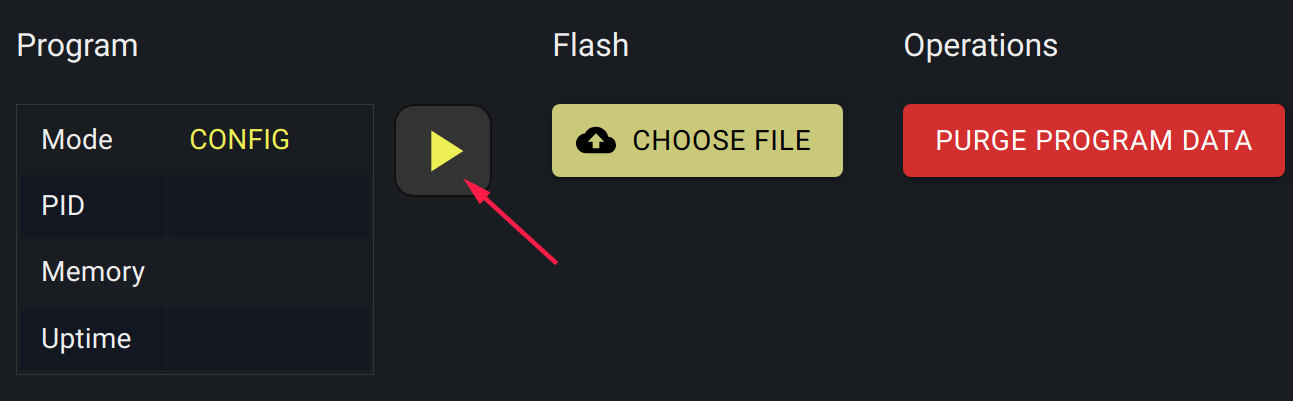 Program
Flash
Operations
Mode CONFIG
CHOOSE FILE
PURGE PROGRAM DATA
PID
Memory
Uptime